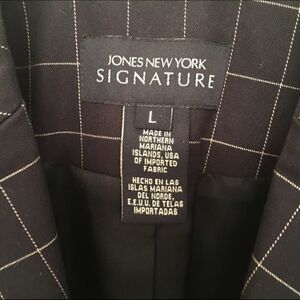 JONES NEW YORK
SIGNATURE
L
MADE IN
NORTHERN
MARIANA
ISLANDS, USA
OF IMPORTED
FABRIC
HECHO EN LAS
ISLAS MARIANA
DEL NORDE,
E.E.U.U. DE TELAS
IMPORTADAS